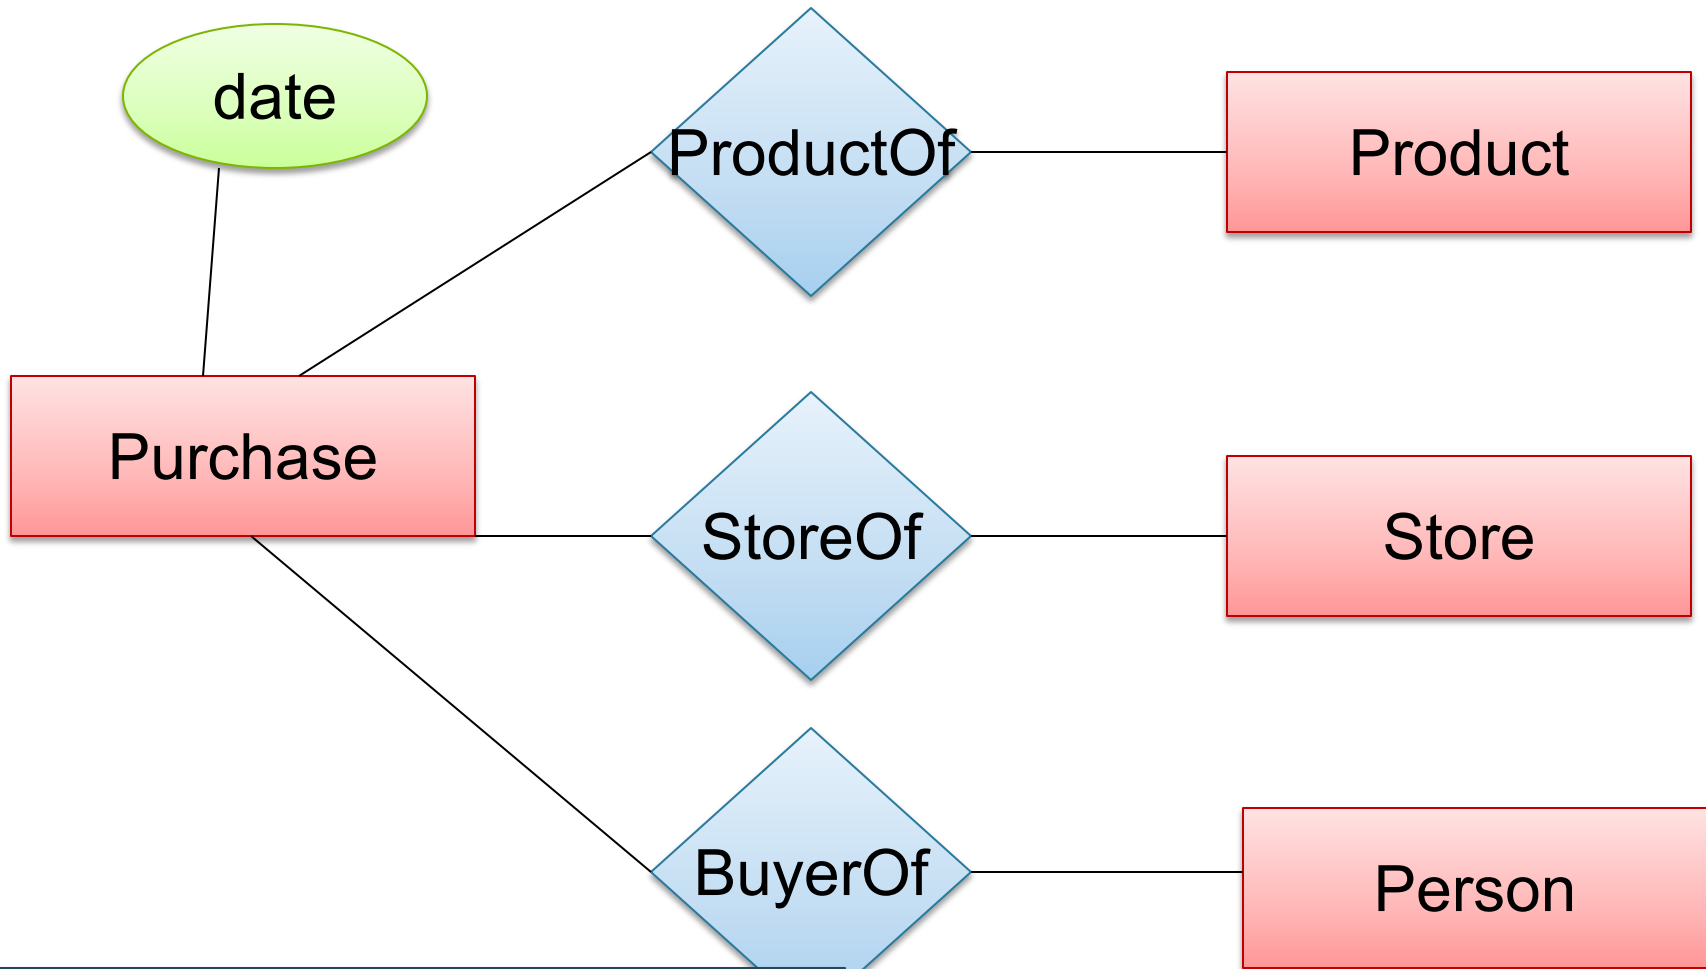 date
ProductOf
Product
Purchase
StoreOf
Store
BuyerOf
Person